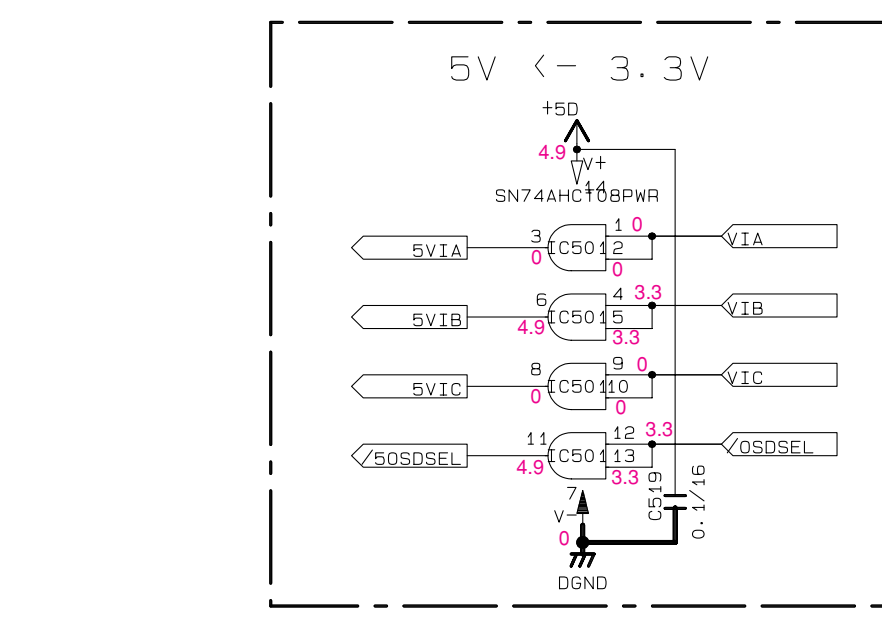 5V <- 3.3V
+5D
4.9
V+
14
SN74AHCT08PWR
3 1 0
5VIA IC501 2 VIA
0 0
6 4 3.3
5VIB IC501 5 VIB
4.9 3.3
8 9 0
5VIC IC501 10 VIC
0 0
11 12 3.3
/5OSDSEL IC501 13 /OSDSEL
4.9 3.3
C519
0.1/16
7
V-
0
DGND